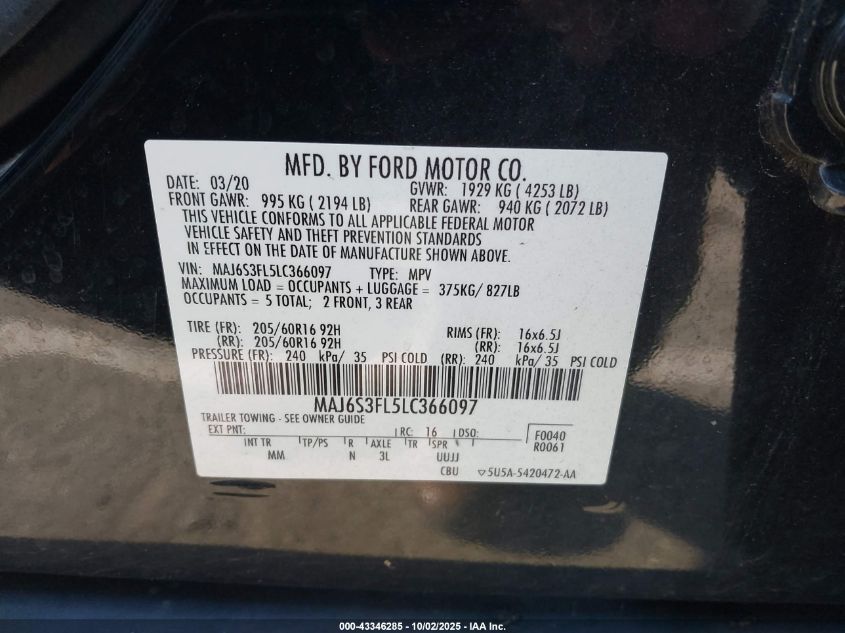 MFD. BY FORD MOTOR CO.
DATE: 03/20 GVWR: 1929 KG ( 4253 LB)
FRONT GAWR: 995 KG ( 2194 LB) REAR GAWR: 940 KG ( 2072 LB)
THIS VEHICLE CONFORMS TO ALL APPLICABLE FEDERAL MOTOR
VEHICLE SAFETY AND THEFT PREVENTION STANDARDS
IN EFFECT ON THE DATE OF MANUFACTURE SHOWN ABOVE.
VIN: MAJ6S3FL5LC366097 TYPE: MPV
MAXIMUM LOAD = OCCUPANTS + LUGGAGE = 375KG/ 827LB
OCCUPANTS = 5 TOTAL; 2 FRONT, 3 REAR
TIRE (FR): 205/60R16 92H RIMS (FR): 16x6.5J
(RR): 205/60R16 92H (RR): 16x6.5J
PRESSURE (FR): 240 kPa/ 35 PSI COLD (RR): 240 kPa/ 35 PSI COLD
MAJ6S3FL5LC366097
TRAILER TOWING - SEE OWNER GUIDE
EXT PNT: RC: 16 DSO: F0040
INT TR TP/PS R AXLE TR SPR R0061
MM N 3L UUJJ
CBU 5U5A-5420472-AA
000-43346285 - 10/02/2025 - IAA Inc.